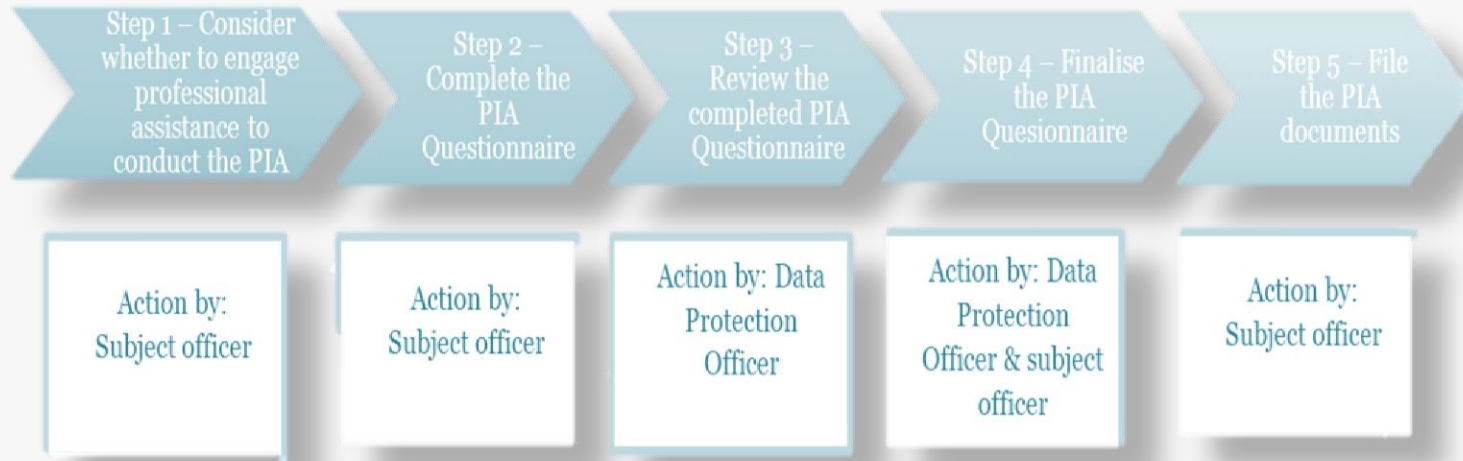 Step 1 – Consider
whether to engage
professional
assistance to
conduct the PIA
Step 2 –
Complete the
PIA
Questionnaire
Step 3 –
Review the
completed PIA
Questionnaire
Step 4 – Finalise
the PIA
Quesionnaire
Step 5 – File
the PIA
documents
Action by:
Subject officer
Action by:
Subject officer
Action by: Data
Protection
Officer
Action by: Data
Protection
Officer & subject
officer
Action by:
Subject officer